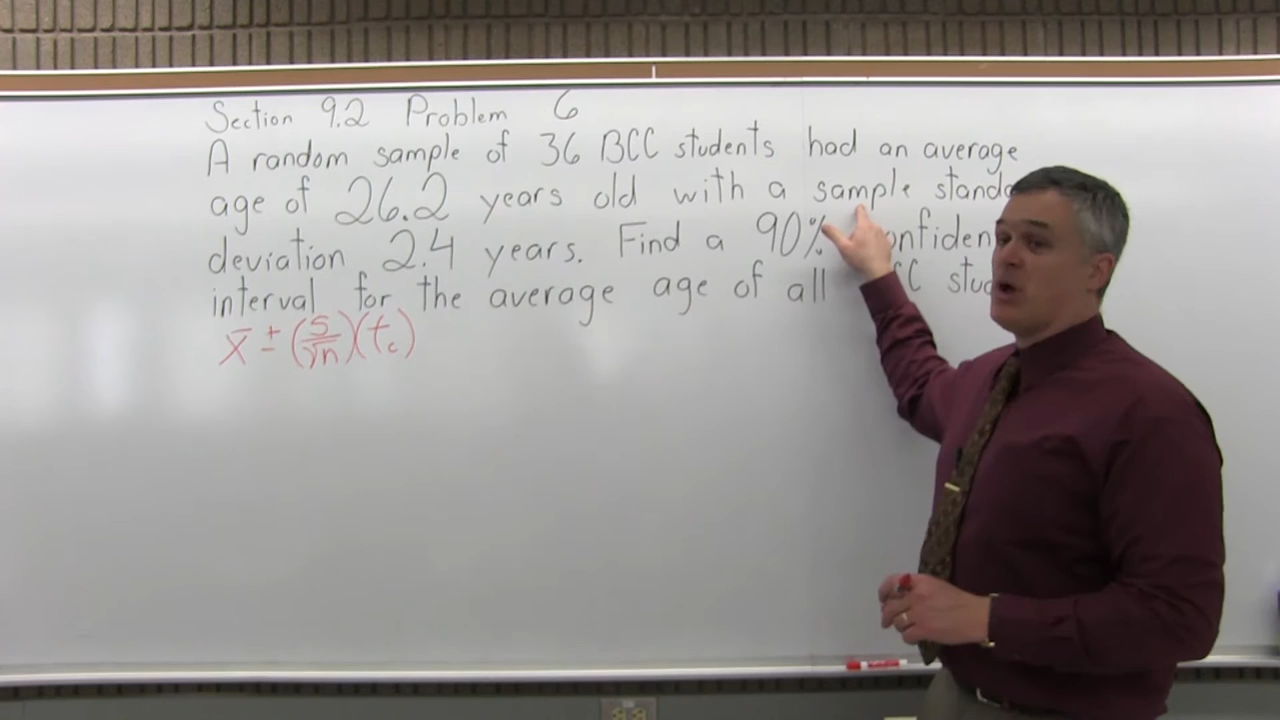 Section 9.2 Problem 6
A random sample of 36 BCC students had an average
age of 26.2 years old with a sample
deviation 2.4 years. Find a 90%
interval for the average age of all
x̄ ± (s/√n)(t_c)